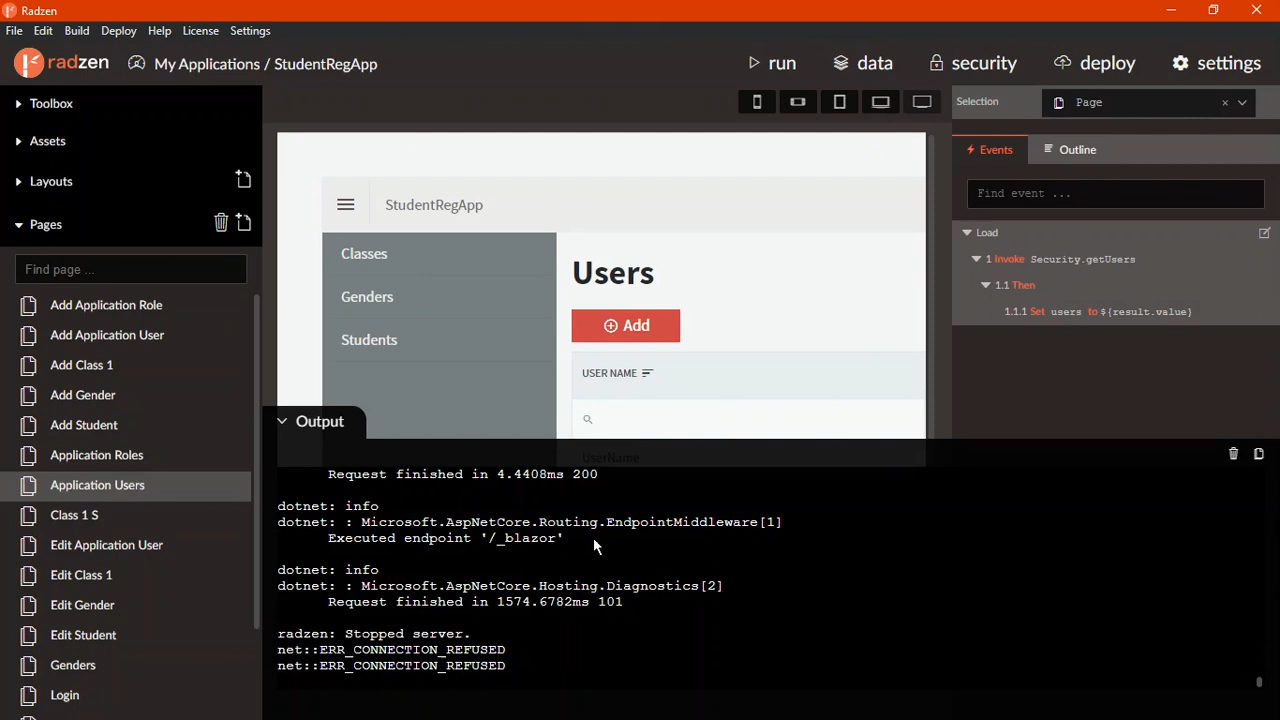 Radzen
File Edit Build Deploy Help License Settings
radzen My Applications / StudentRegApp run data security deploy settings
Toolbox
Assets
Layouts
Pages
Find page ...
Add Application Role
Add Application User
Add Class 1
Add Gender
Add Student
Application Roles
Application Users
Class 1 S
Edit Application User
Edit Class 1
Edit Gender
Edit Student
Genders
Login
StudentRegApp
Classes
Genders
Students
Users
Add
USER NAME
UserName
Selection Page
Events Outline
Find event ...
Load
1 Invoke Security.getUsers
1.1 Then
1.1.1 Set users to ${result.value}
Output
Request finished in 4.4408ms 200
dotnet: info
dotnet: : Microsoft.AspNetCore.Routing.EndpointMiddleware[1]
Executed endpoint '/_blazor'
dotnet: info
dotnet: : Microsoft.AspNetCore.Hosting.Diagnostics[2]
Request finished in 1574.6782ms 101
radzen: Stopped server.
net::ERR_CONNECTION_REFUSED
net::ERR_CONNECTION_REFUSED